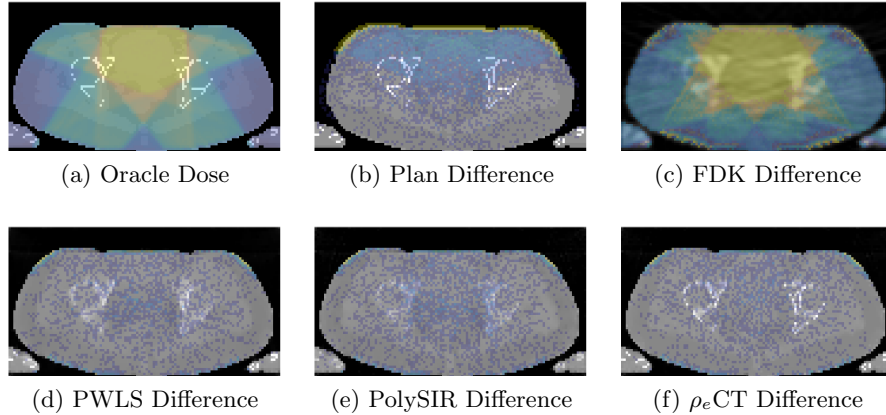 (a) Oracle Dose
(b) Plan Difference
(c) FDK Difference
(d) PWLS Difference
(e) PolySIR Difference
(f) ρₑCT Difference